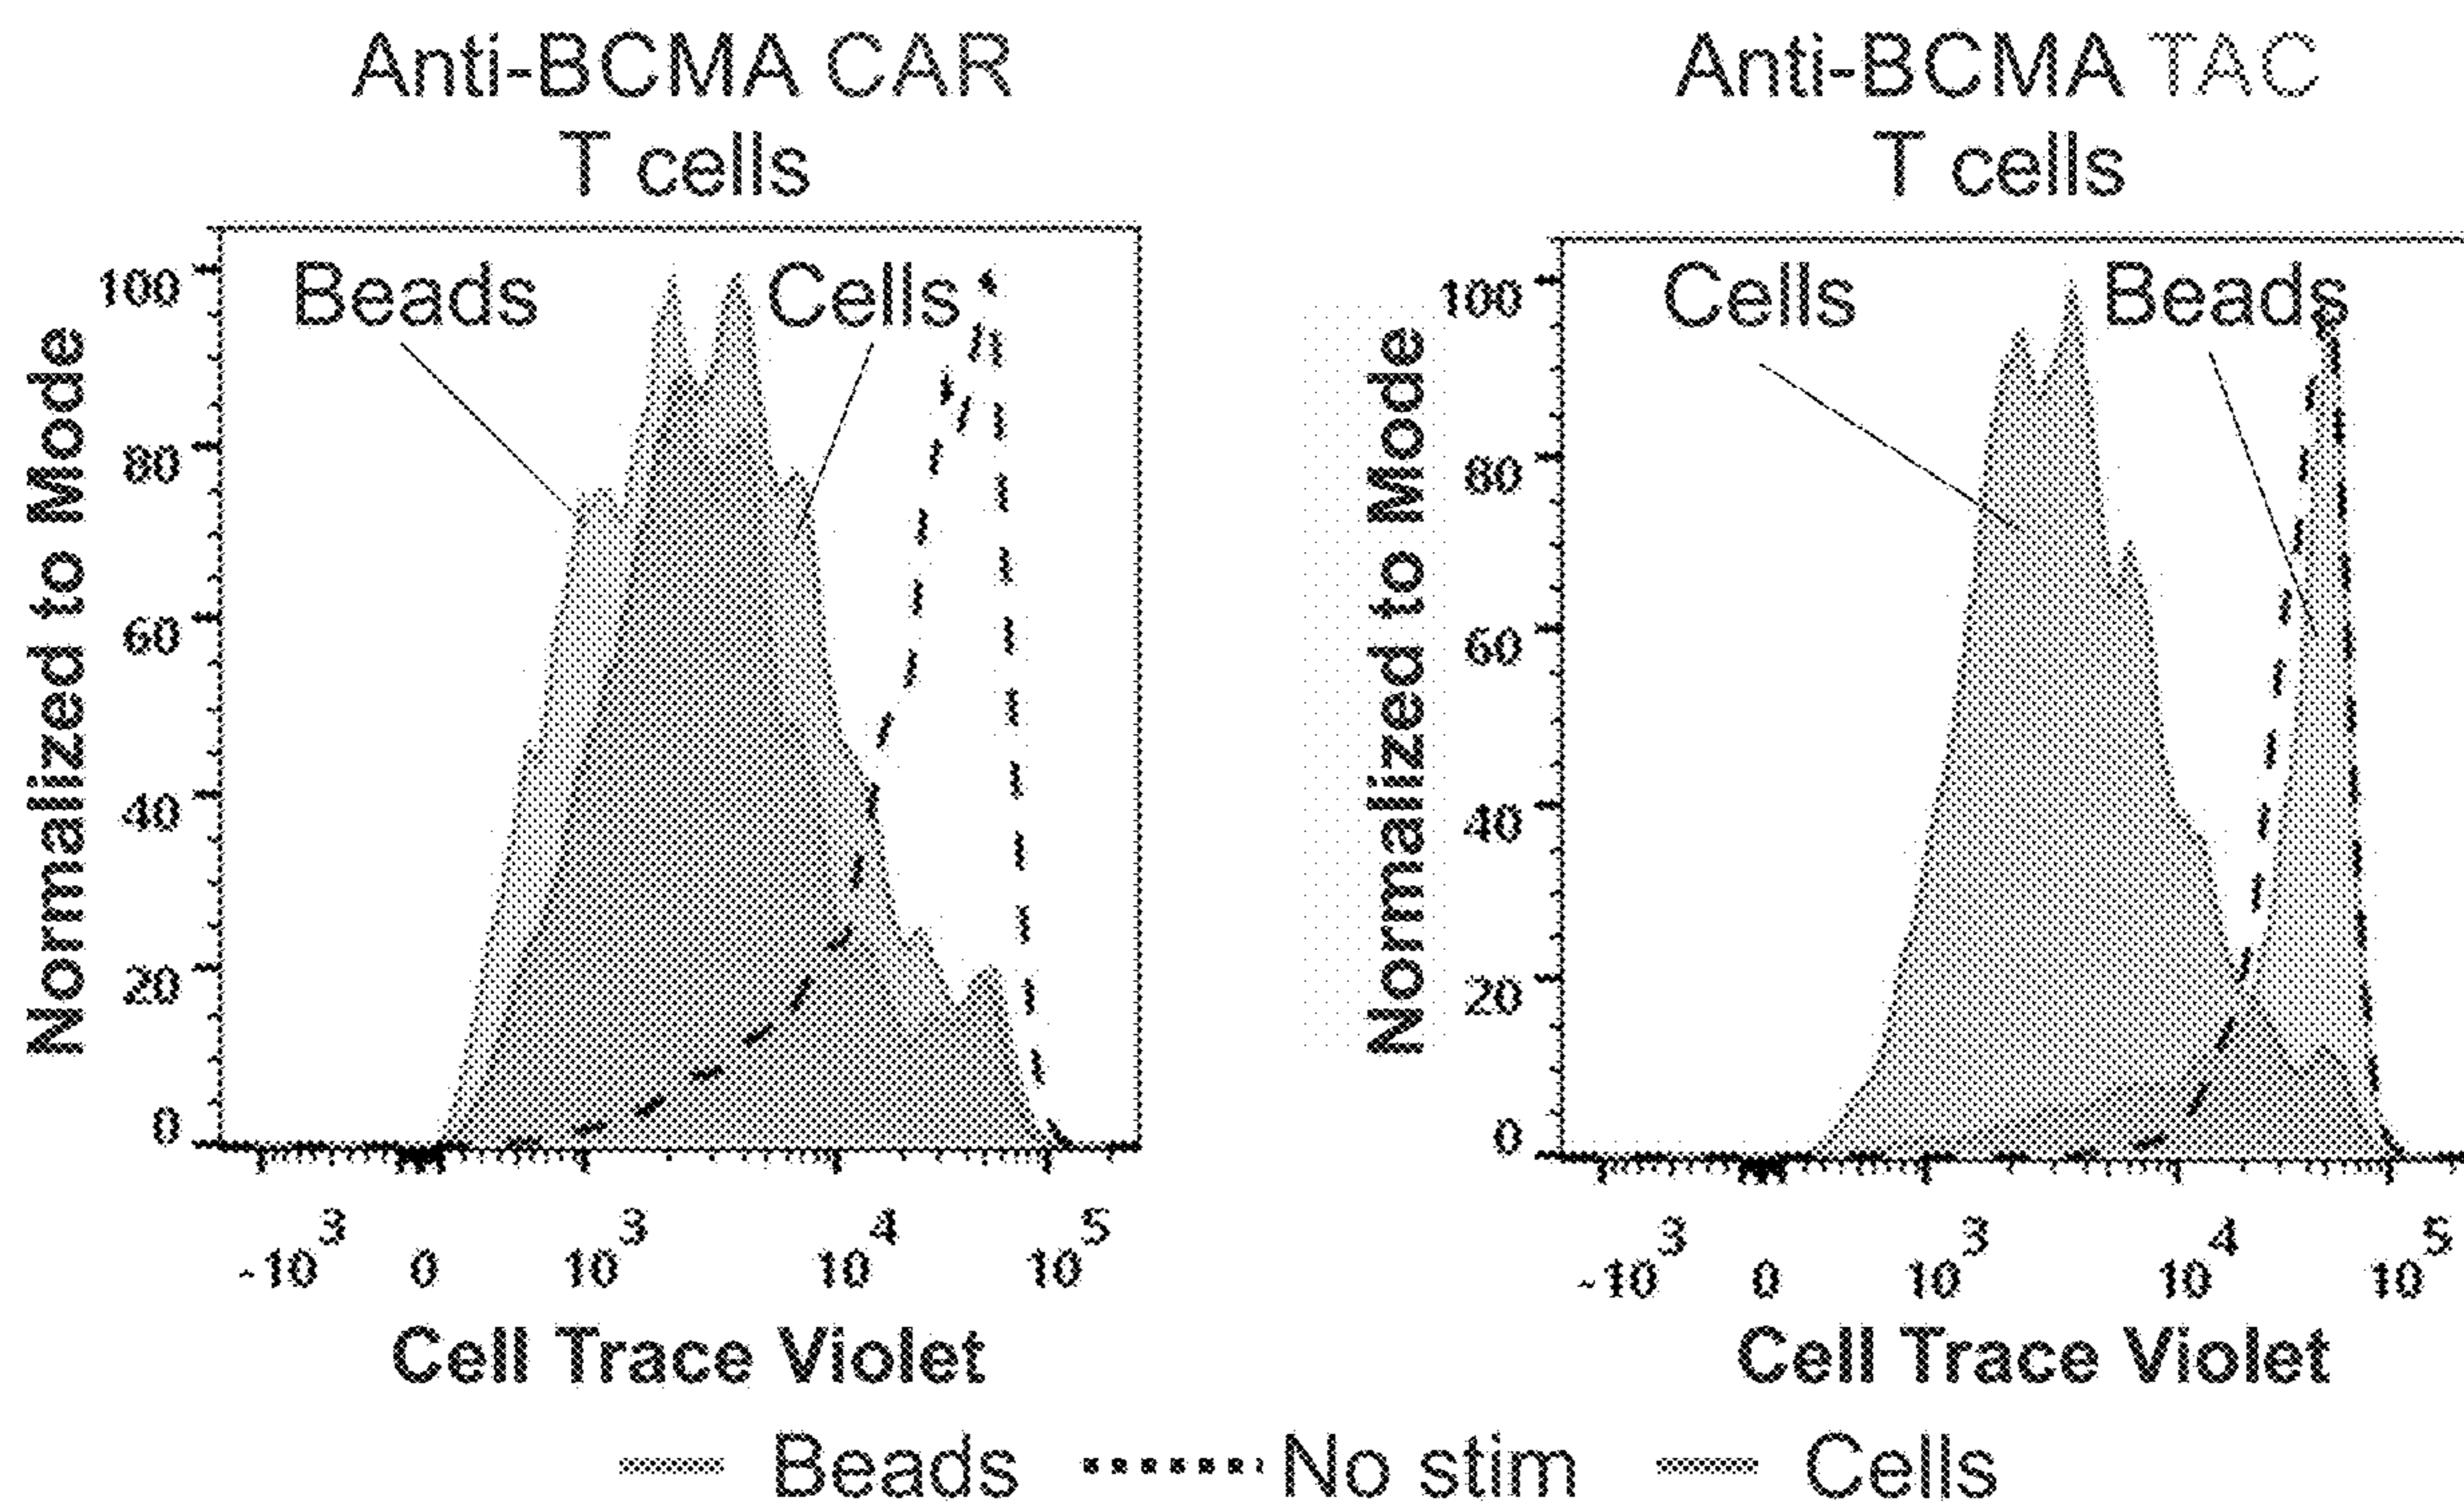 Anti-BCMA CAR
T cells
Normalized to Mode
100
80
60
40
20
0
Beads
Cells
-10³ 0 10³ 10⁴ 10⁵
Cell Trace Violet
Anti-BCMA TAC
T cells
Normalized to Mode
100
80
60
40
20
0
Cells
Beads
-10³ 0 10³ 10⁴ 10⁵
Cell Trace Violet
Beads No stim Cells